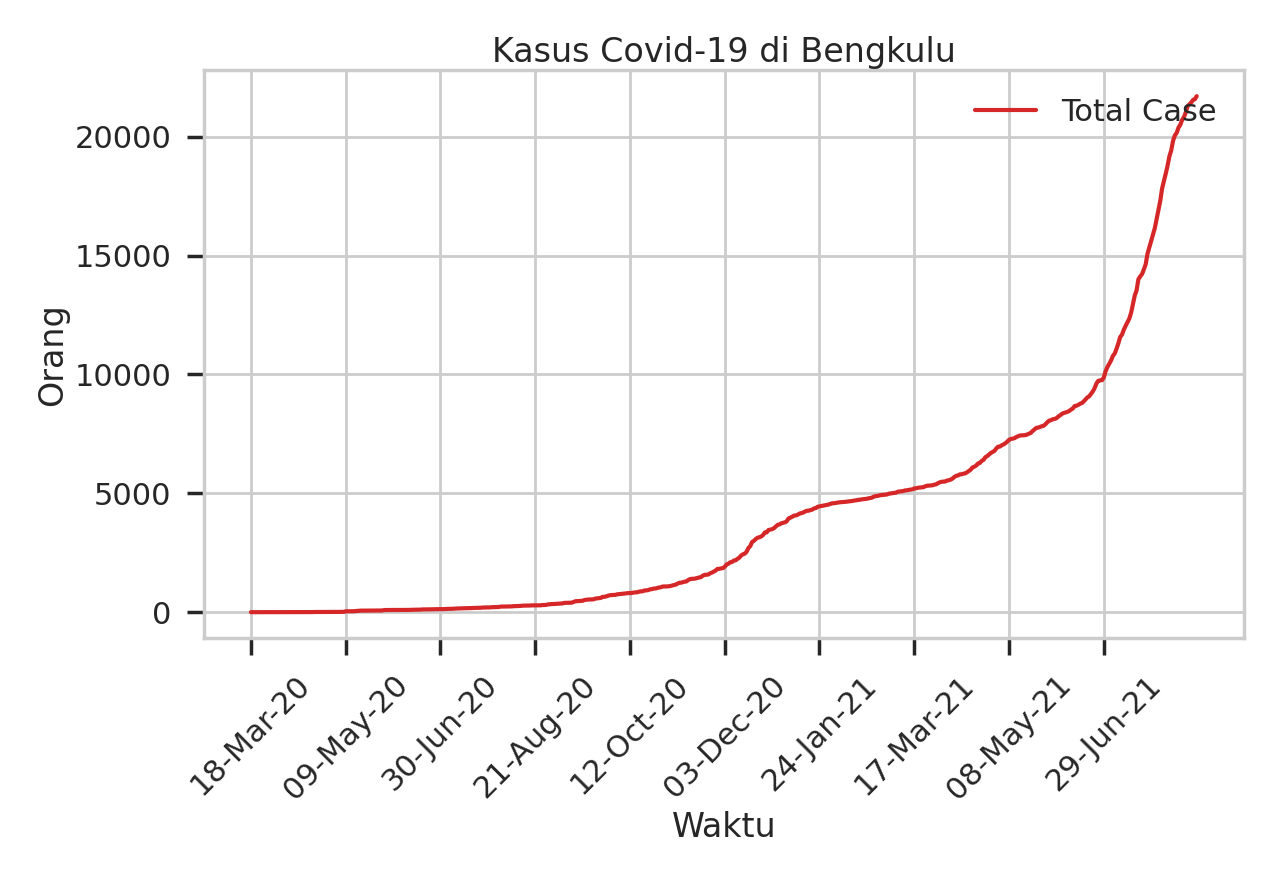 Kasus Covid-19 di Bengkulu
Total Case
20000
15000
10000
5000
0
Orang
18-Mar-20
09-May-20
30-Jun-20
21-Aug-20
12-Oct-20
03-Dec-20
24-Jan-21
17-Mar-21
08-May-21
29-Jun-21
Waktu